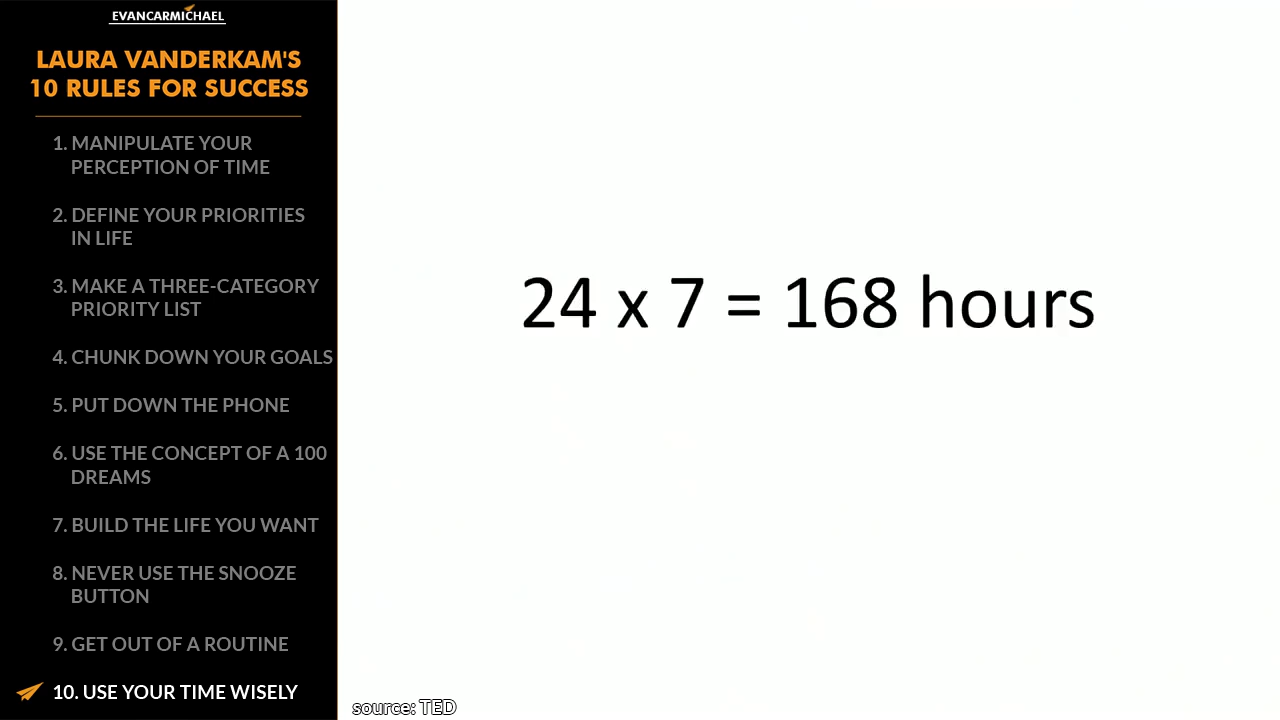 EVANCARMICHAEL
LAURA VANDERKAM'S
10 RULES FOR SUCCESS
1. MANIPULATE YOUR
PERCEPTION OF TIME
2. DEFINE YOUR PRIORITIES
IN LIFE
3. MAKE A THREE-CATEGORY
PRIORITY LIST
4. CHUNK DOWN YOUR GOALS
5. PUT DOWN THE PHONE
6. USE THE CONCEPT OF A 100
DREAMS
7. BUILD THE LIFE YOU WANT
8. NEVER USE THE SNOOZE
BUTTON
9. GET OUT OF A ROUTINE
10. USE YOUR TIME WISELY
24 x 7 = 168 hours
source: TED